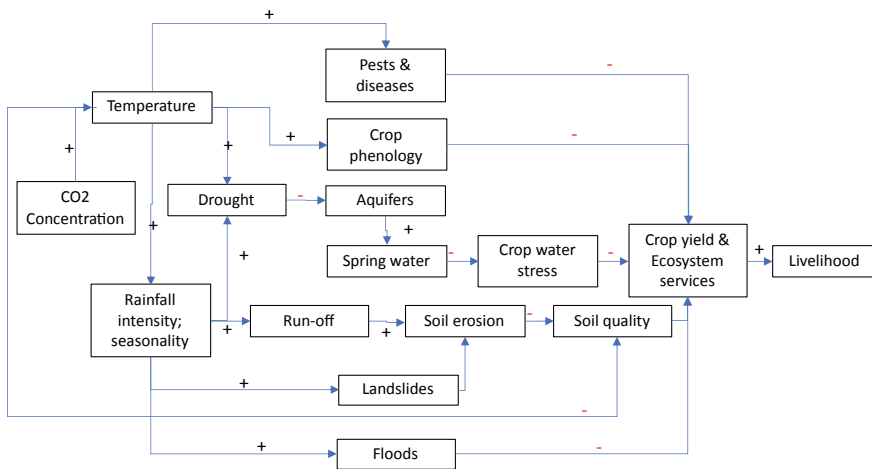 +
Pests &
diseases
-
Temperature
+
+
+
Crop
phenology
-
CO2
Concentration
+
Drought
-
Aquifers
+
+
+
Spring water
-
Crop water
stress
-
Crop yield &
Ecosystem
services
+
Livelihood
Rainfall
intensity;
seasonality
+
Run-off
+
Soil erosion
-
Soil quality
+
Landslides
-
+
Floods
-